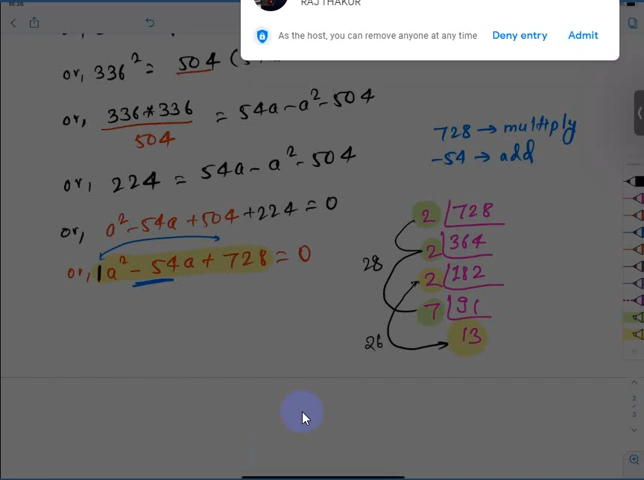 RAJ THAKUR
As the host, you can remove anyone at any time
Deny entry Admit
or, 336² = 504 (
or, 336*336 / 504 = 54a - a² - 504
or, 224 = 54a - a² - 504
or, a² - 54a + 504 + 224 = 0
or, 1a² - 54a + 728 = 0
728 → multiply
-54 → add
2 728
2 364
2 182
7 91
13
28
26